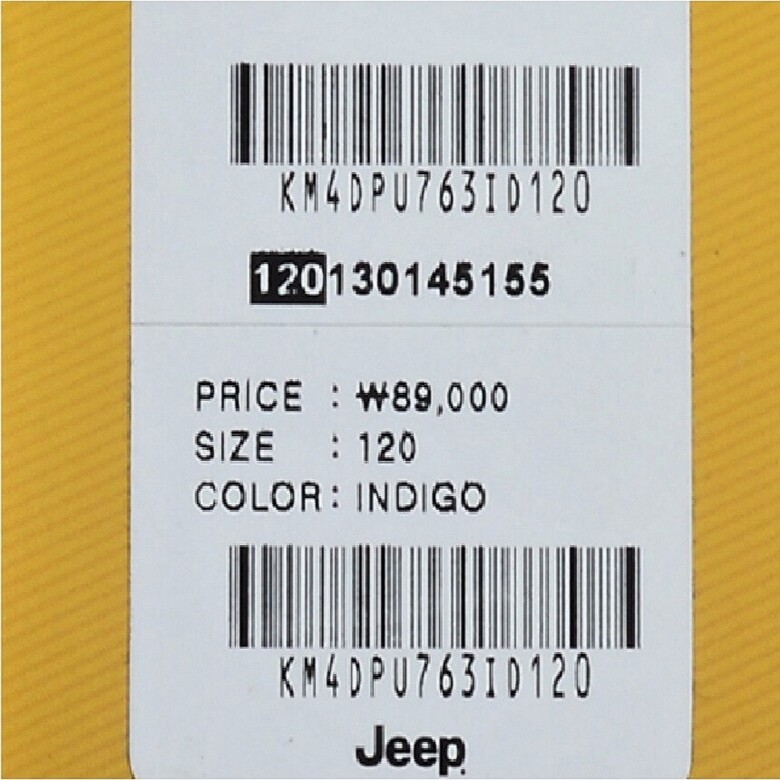 KM4DPU763ID120
120130145155
PRICE : ₩89,000
SIZE : 120
COLOR: INDIGO
KM4DPU763ID120
Jeep